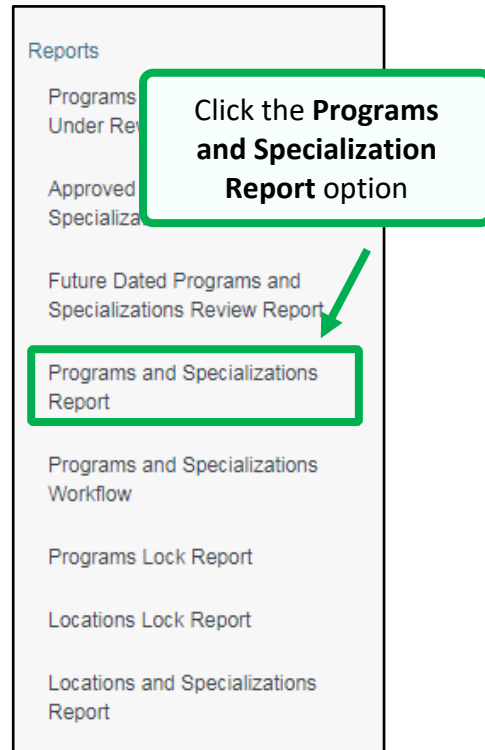 Reports
Programs
Under Rev
Click the Programs
and Specialization
Report option
Approved
Specializa
Future Dated Programs and
Specializations Review Report
Programs and Specializations
Report
Programs and Specializations
Workflow
Programs Lock Report
Locations Lock Report
Locations and Specializations
Report